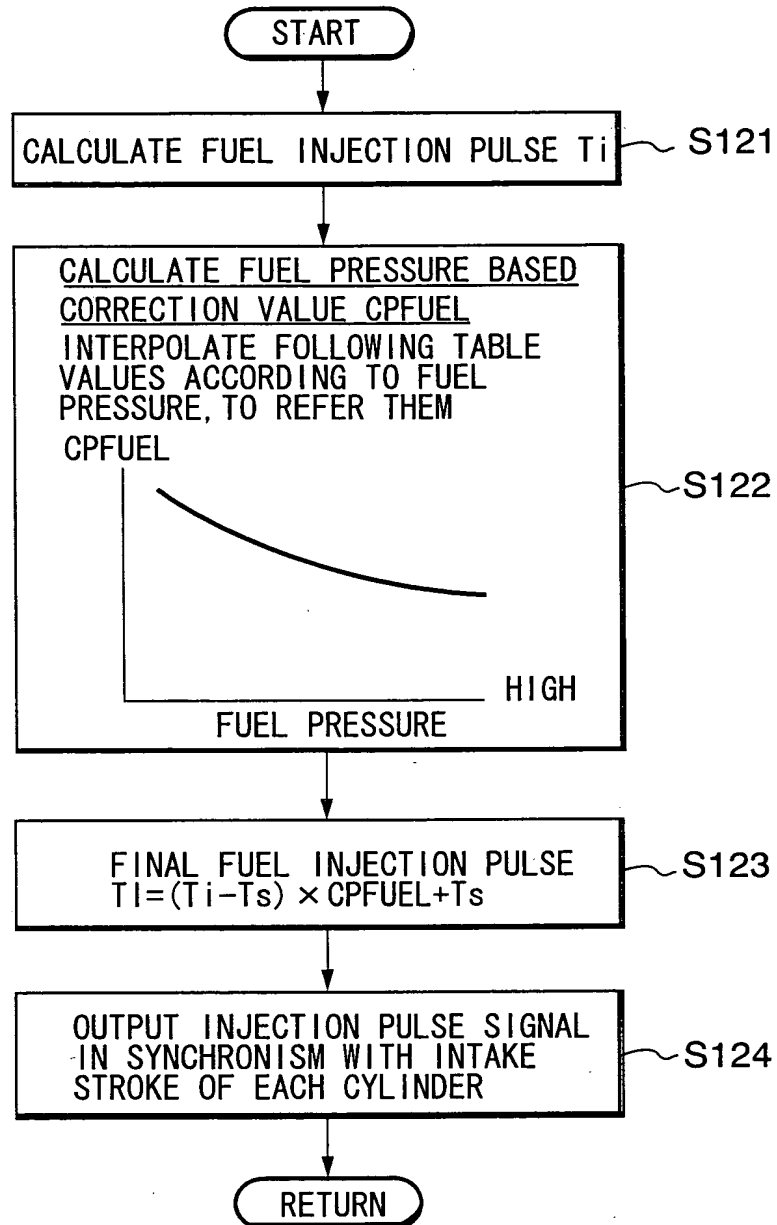 START
CALCULATE FUEL INJECTION PULSE Ti
S121
CALCULATE FUEL PRESSURE BASED
CORRECTION VALUE CPFUEL
INTERPOLATE FOLLOWING TABLE
VALUES ACCORDING TO FUEL
PRESSURE, TO REFER THEM
CPFUEL
S122
HIGH
FUEL PRESSURE
FINAL FUEL INJECTION PULSE
TI=(Ti-Ts)×CPFUEL+Ts
S123
OUTPUT INJECTION PULSE SIGNAL
IN SYNCHRONISM WITH INTAKE
STROKE OF EACH CYLINDER
S124
RETURN